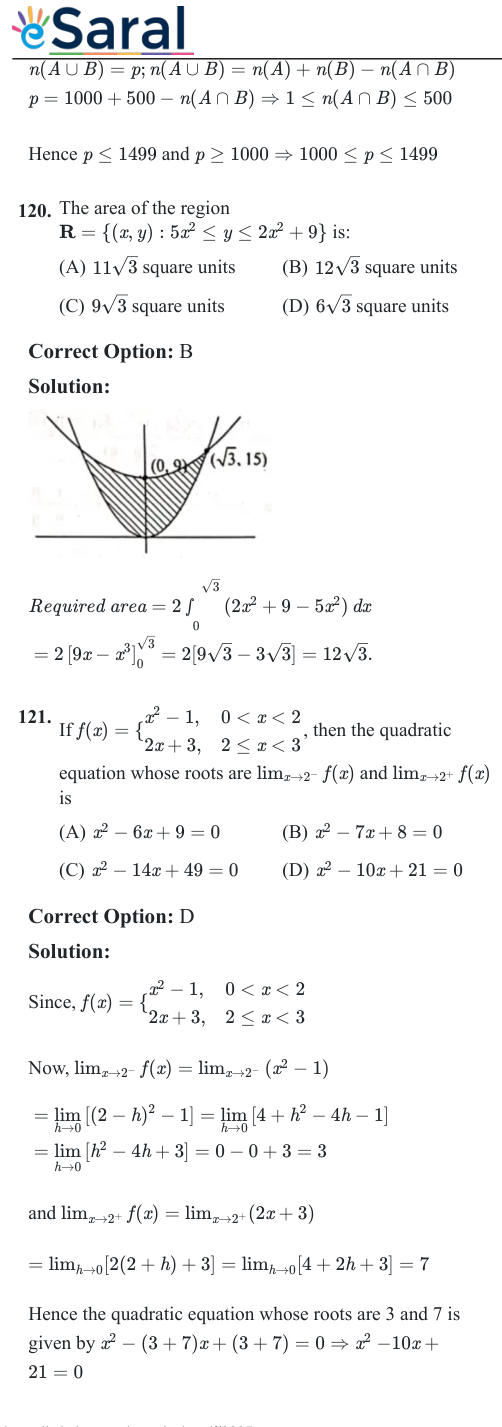 eSaral
n(A ∪ B) = p; n(A ∪ B) = n(A) + n(B) − n(A ∩ B)
p = 1000 + 500 − n(A ∩ B) ⇒ 1 ≤ n(A ∩ B) ≤ 500
Hence p ≤ 1499 and p ≥ 1000 ⇒ 1000 ≤ p ≤ 1499
120. The area of the region
R = {(x, y) : 5x² ≤ y ≤ 2x² + 9} is:
(A) 11√3 square units (B) 12√3 square units
(C) 9√3 square units (D) 6√3 square units
Correct Option: B
Solution:
(0, 9) (√3, 15)
Required area = 2 ∫₀^√3 (2x² + 9 − 5x²) dx
= 2 [9x − x³]₀^√3 = 2[9√3 − 3√3] = 12√3.
121. If f(x) = {x² − 1, 0 < x < 2
2x + 3, 2 ≤ x < 3 , then the quadratic
equation whose roots are lim_{x→2⁻} f(x) and lim_{x→2⁺} f(x)
is
(A) x² − 6x + 9 = 0 (B) x² − 7x + 8 = 0
(C) x² − 14x + 49 = 0 (D) x² − 10x + 21 = 0
Correct Option: D
Solution:
Since, f(x) = {x² − 1, 0 < x < 2
2x + 3, 2 ≤ x < 3
Now, lim_{x→2⁻} f(x) = lim_{x→2⁻} (x² − 1)
= lim_{h→0} [(2 − h)² − 1] = lim_{h→0} [4 + h² − 4h − 1]
= lim_{h→0} [h² − 4h + 3] = 0 − 0 + 3 = 3
and lim_{x→2⁺} f(x) = lim_{x→2⁺} (2x + 3)
= lim_{h→0}[2(2 + h) + 3] = lim_{h→0}[4 + 2h + 3] = 7
Hence the quadratic equation whose roots are 3 and 7 is
given by x² − (3 + 7)x + (3 + 7) = 0 ⇒ x² −10x +
21 = 0